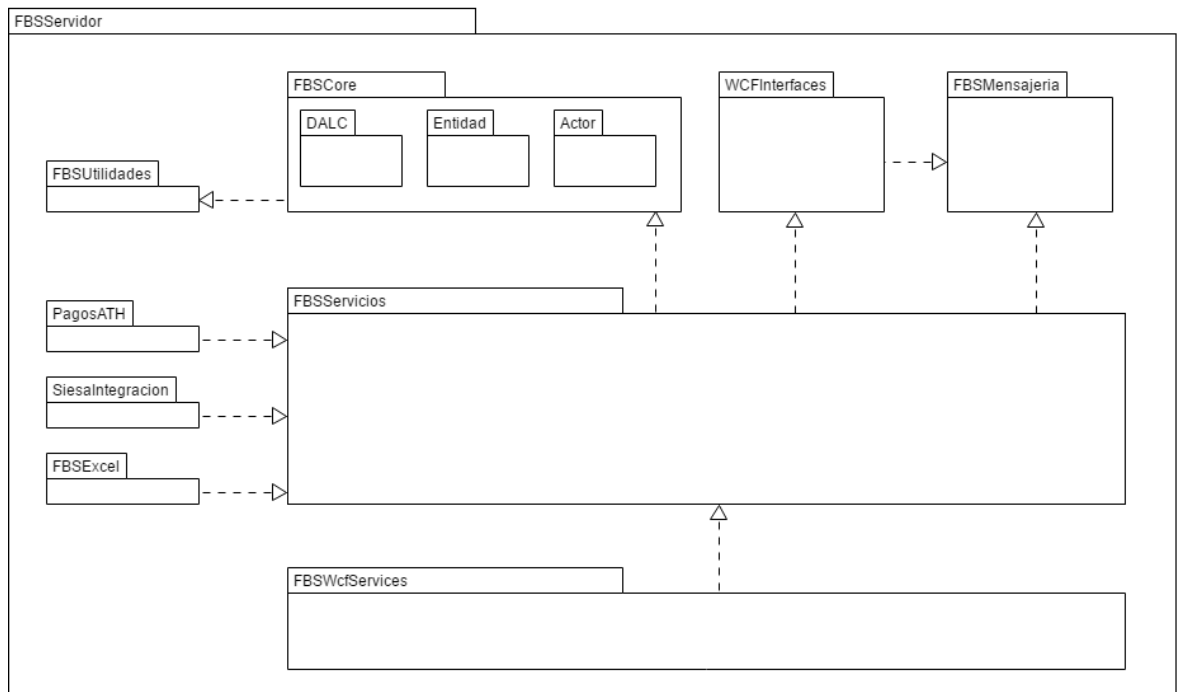 FBSServidor
FBSCore
WCFInterfaces
FBSMensajeria
DALC
Entidad
Actor
FBSUtilidades
FBSServicios
PagosATH
SiesaIntegracion
FBSExcel
FBSWcfServices